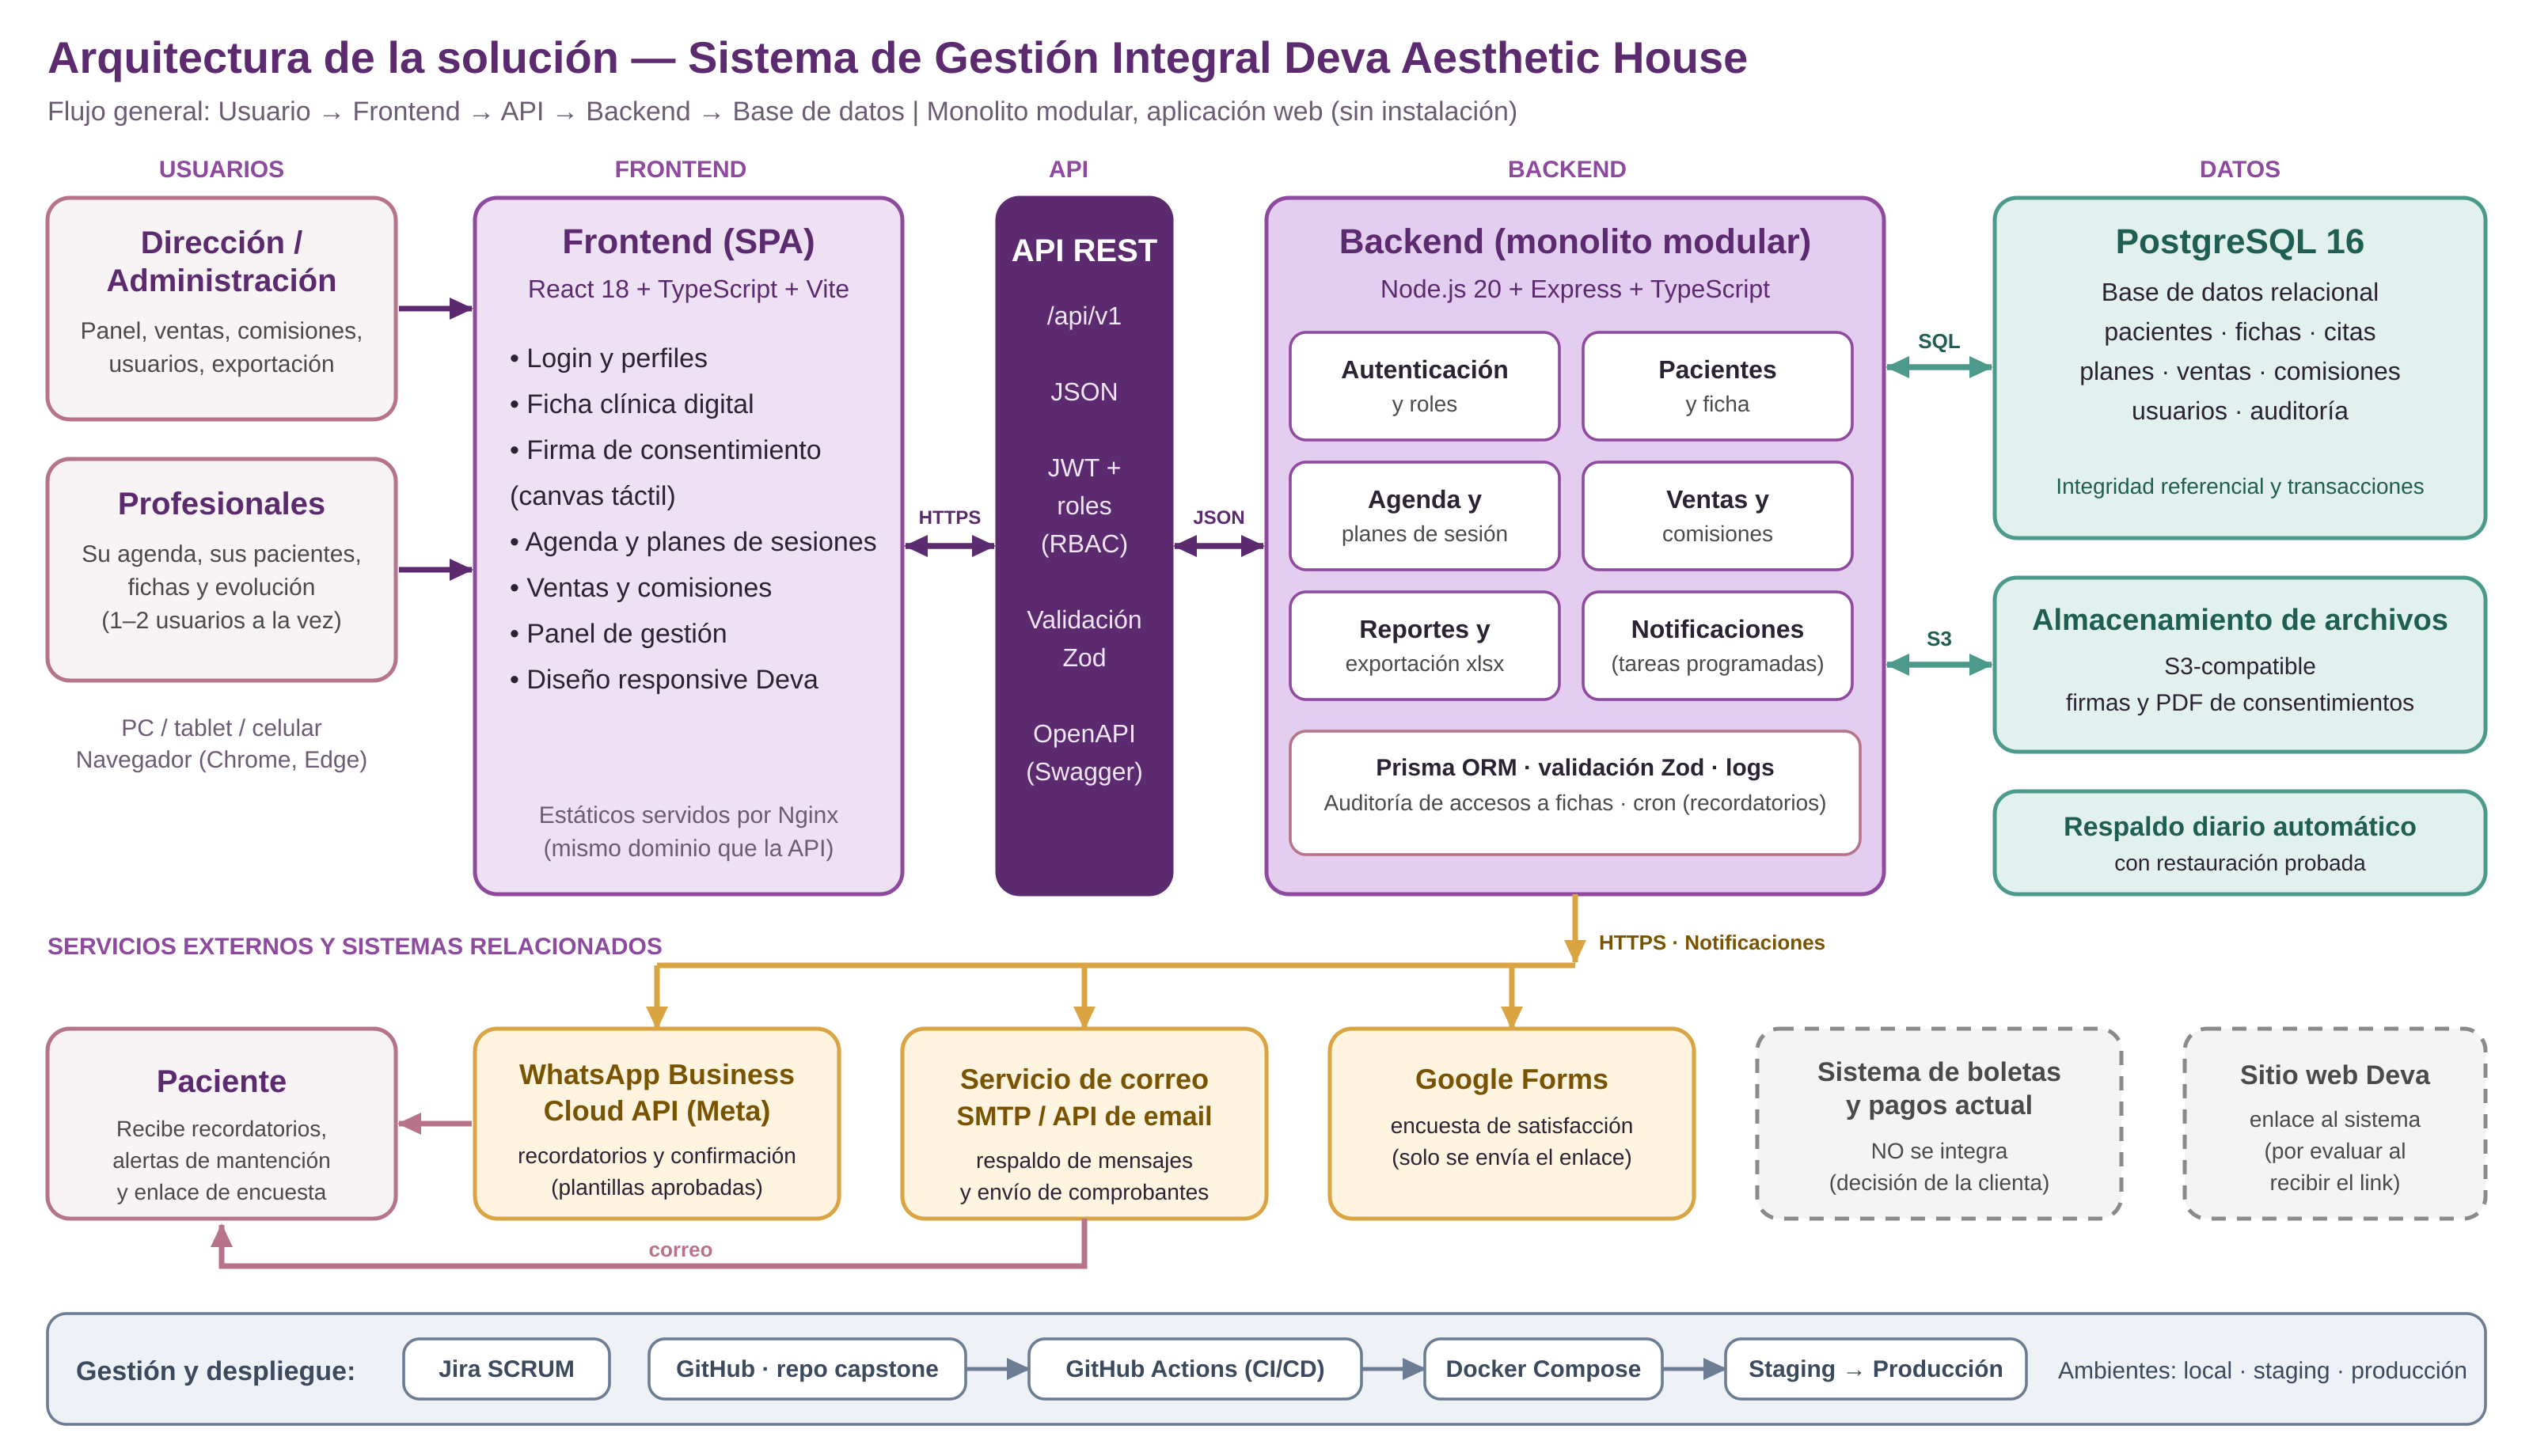 Arquitectura de la solución — Sistema de Gestión Integral Deva Aesthetic House
Flujo general: Usuario → Frontend → API → Backend → Base de datos | Monolito modular, aplicación web (sin instalación)
USUARIOS
Dirección /
Administración
Panel, ventas, comisiones,
usuarios, exportación
Profesionales
Su agenda, sus pacientes,
fichas y evolución
(1–2 usuarios a la vez)
PC / tablet / celular
Navegador (Chrome, Edge)
FRONTEND
Frontend (SPA)
React 18 + TypeScript + Vite
• Login y perfiles
• Ficha clínica digital
• Firma de consentimiento
(canvas táctil)
• Agenda y planes de sesiones
• Ventas y comisiones
• Panel de gestión
• Diseño responsive Deva
Estáticos servidos por Nginx
(mismo dominio que la API)
HTTPS
API
API REST
/api/v1
JSON
JWT +
roles
(RBAC)
Validación
Zod
OpenAPI
(Swagger)
JSON
BACKEND
Backend (monolito modular)
Node.js 20 + Express + TypeScript
Autenticación
y roles
Pacientes
y ficha
Agenda y
planes de sesión
Ventas y
comisiones
Reportes y
exportación xlsx
Notificaciones
(tareas programadas)
Prisma ORM · validación Zod · logs
Auditoría de accesos a fichas · cron (recordatorios)
SQL
S3
DATOS
PostgreSQL 16
Base de datos relacional
pacientes · fichas · citas
planes · ventas · comisiones
usuarios · auditoría
Integridad referencial y transacciones
Almacenamiento de archivos
S3-compatible
firmas y PDF de consentimientos
Respaldo diario automático
con restauración probada
SERVICIOS EXTERNOS Y SISTEMAS RELACIONADOS
HTTPS · Notificaciones
Paciente
Recibe recordatorios,
alertas de mantención
y enlace de encuesta
WhatsApp Business
Cloud API (Meta)
recordatorios y confirmación
(plantillas aprobadas)
Servicio de correo
SMTP / API de email
respaldo de mensajes
y envío de comprobantes
Google Forms
encuesta de satisfacción
(solo se envía el enlace)
Sistema de boletas
y pagos actual
NO se integra
(decisión de la clienta)
Sitio web Deva
enlace al sistema
(por evaluar al
recibir el link)
correo
Gestión y despliegue:
Jira SCRUM
GitHub · repo capstone
GitHub Actions (CI/CD)
Docker Compose
Staging → Producción
Ambientes: local · staging · producción